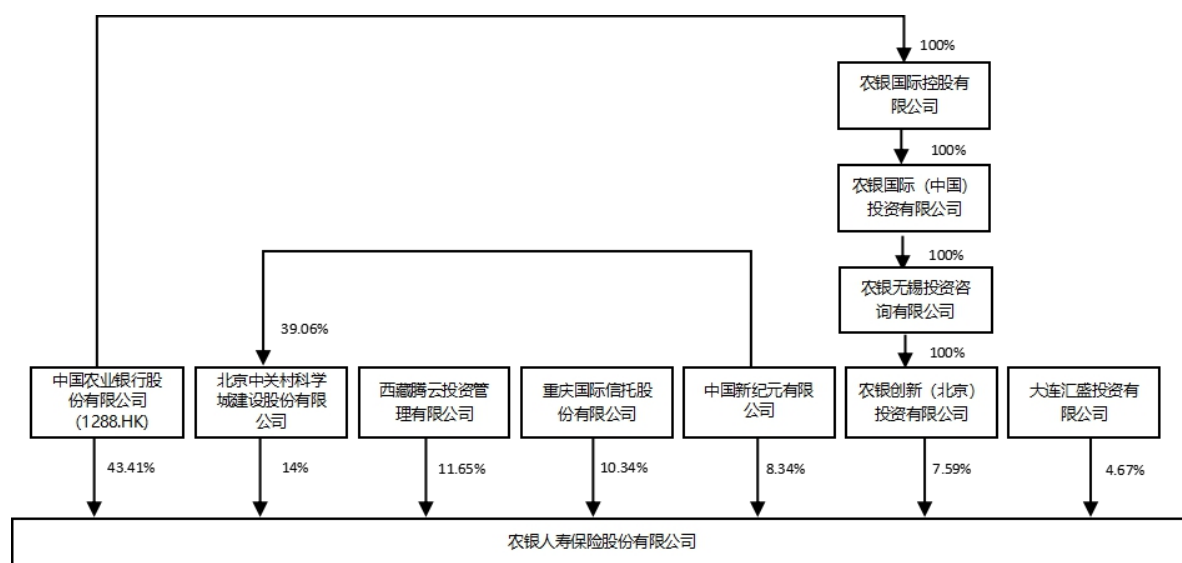 100%
农银国际控股有
限公司
100%
农银国际（中国）
投资有限公司
100%
农银无锡投资咨
询有限公司
39.06%
100%
中国农业银行股
份有限公司
(1288.HK)
北京中关村科学
城建设股份有限
公司
西藏腾云投资管
理有限公司
重庆国际信托股
份有限公司
中国新纪元有限
公司
农银创新（北京）
投资有限公司
大连汇盛投资有
限公司
43.41%
14%
11.65%
10.34%
8.34%
7.59%
4.67%
农银人寿保险股份有限公司